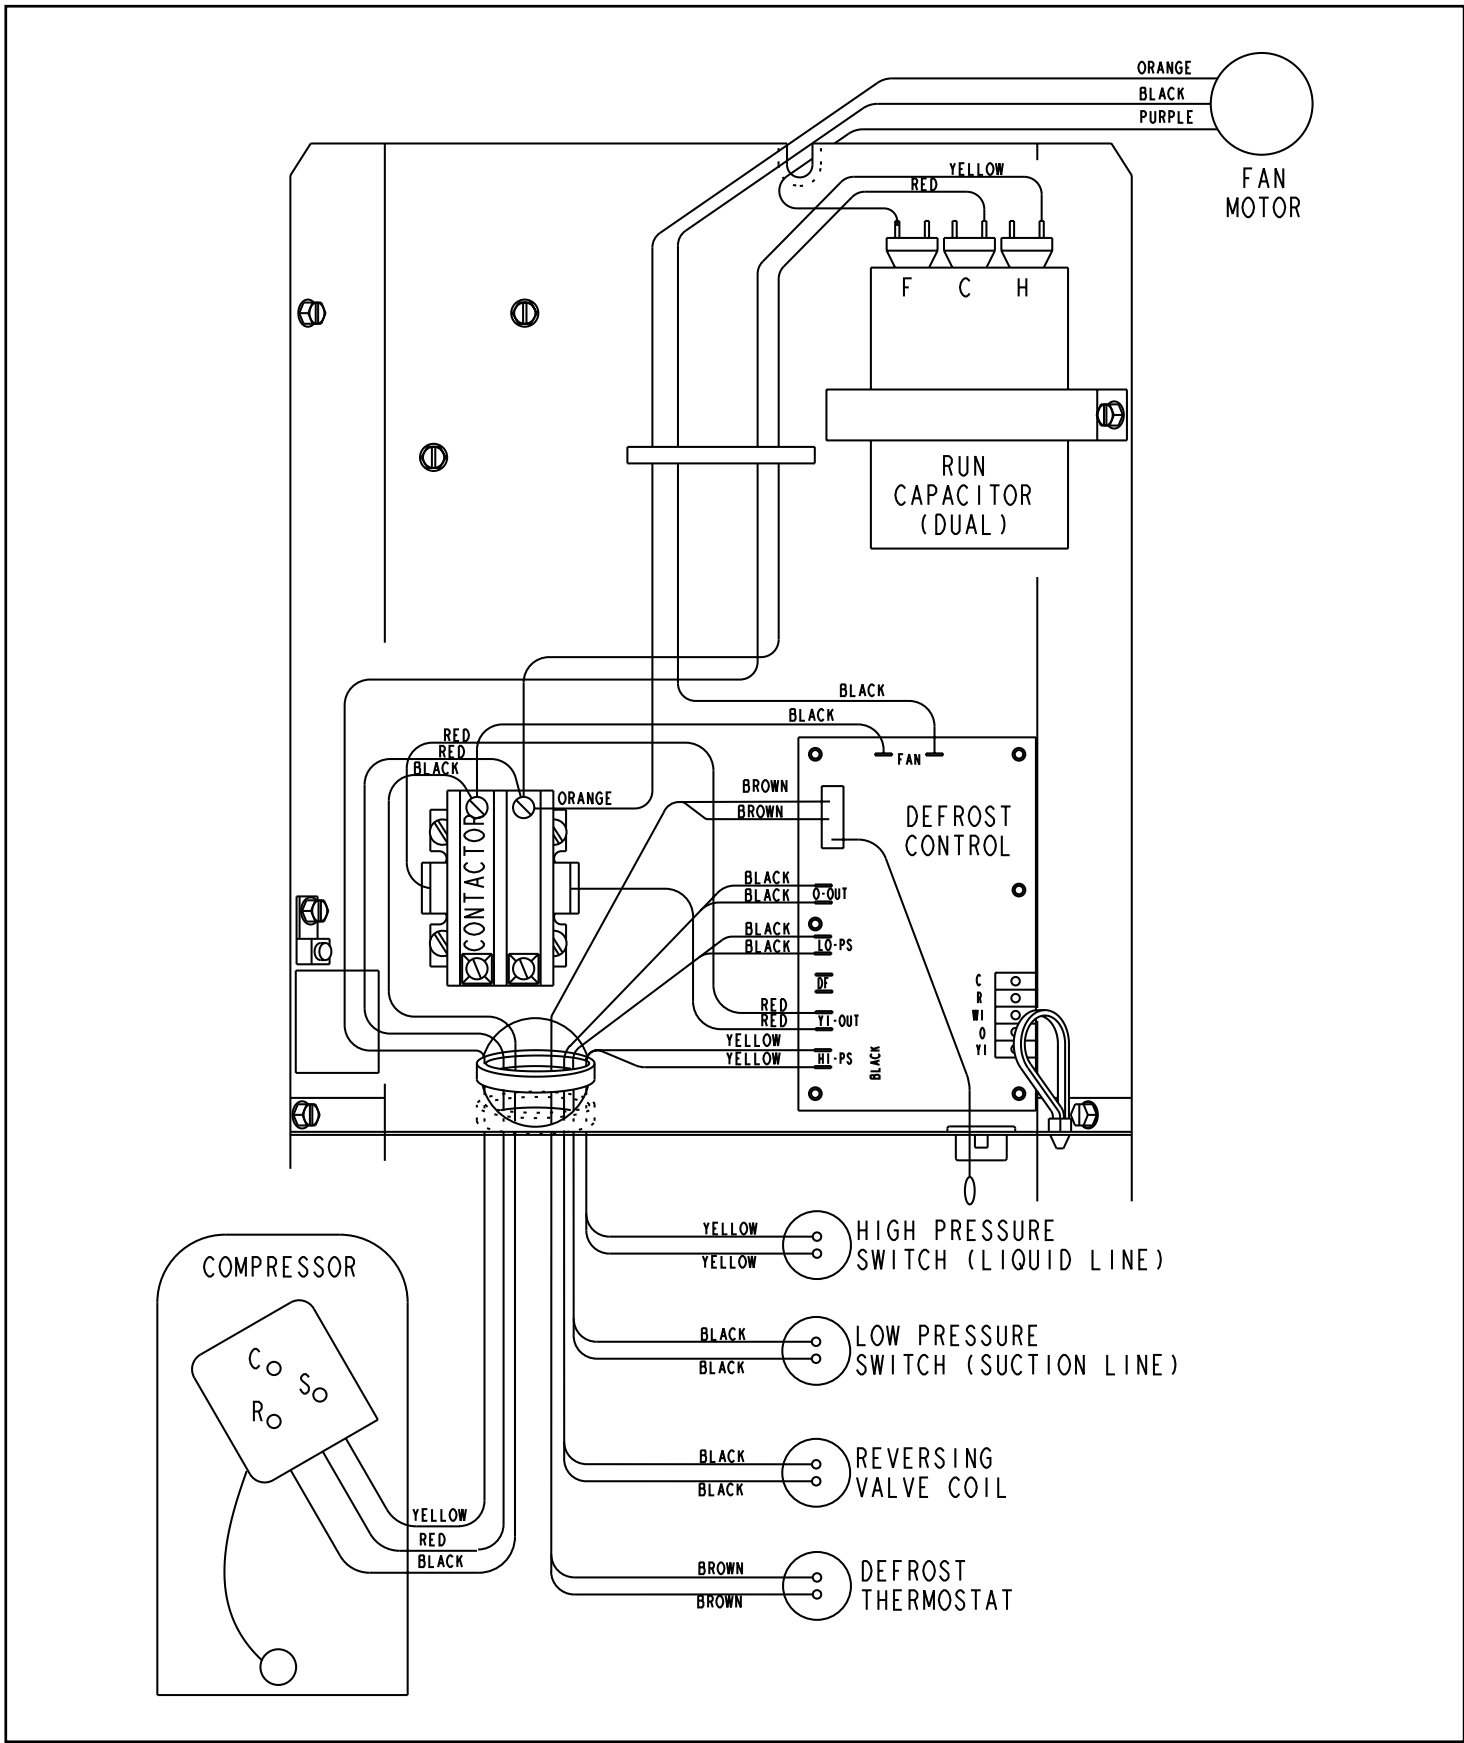 ORANGE
BLACK
PURPLE
FAN
MOTOR
YELLOW
RED
F C H
RUN
CAPACITOR
(DUAL)
BLACK
BLACK
RED
RED
BLACK
ORANGE
CONTACTOR
FAN
BROWN
BROWN
DEFROST
CONTROL
BLACK
BLACK
O-OUT
BLACK
BLACK
LO-PS
DF
RED
RED
Y1-OUT
YELLOW
YELLOW
HI-PS
BLACK
C
R
W1
O
Y1
YELLOW
YELLOW
HIGH PRESSURE
SWITCH (LIQUID LINE)
COMPRESSOR
C
S
R
BLACK
BLACK
LOW PRESSURE
SWITCH (SUCTION LINE)
BLACK
BLACK
REVERSING
VALVE COIL
YELLOW
RED
BLACK
BROWN
BROWN
DEFROST
THERMOSTAT